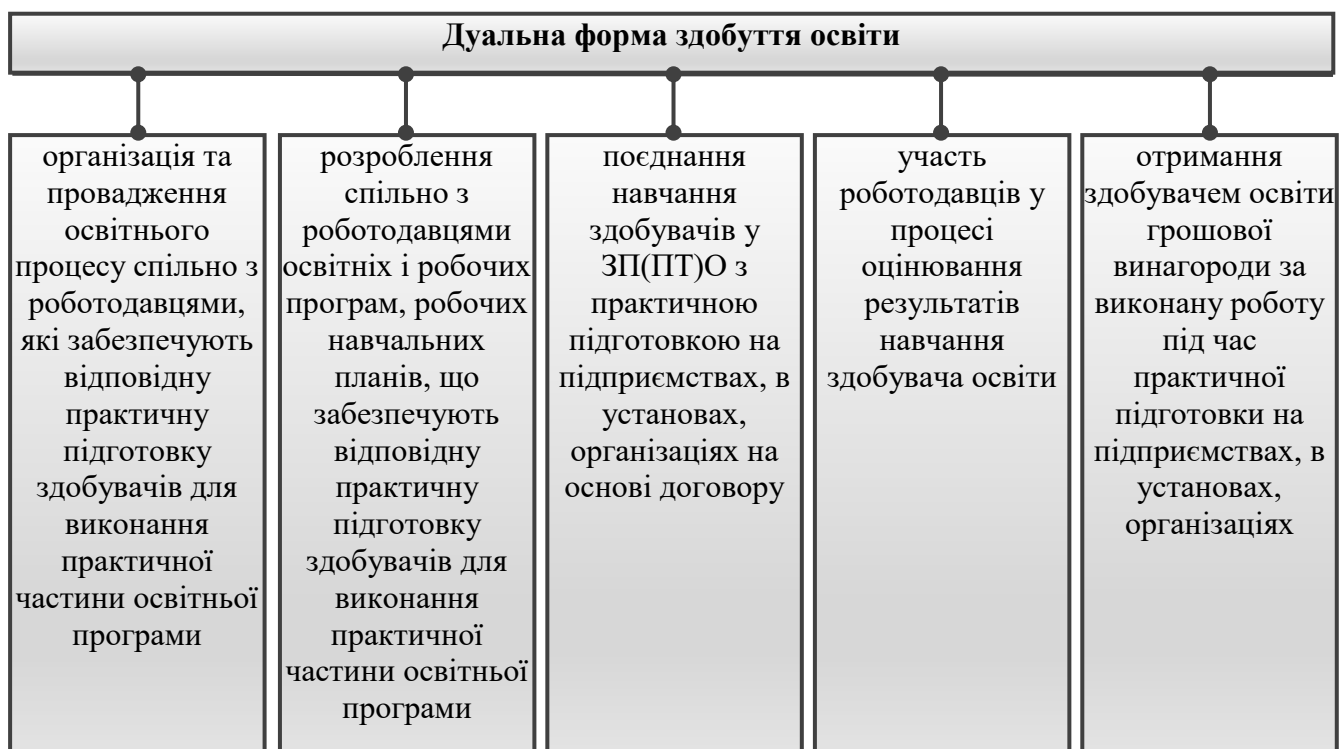 Дуальна форма здобуття освіти
організація та
провадження
освітнього
процесу спільно з
роботодавцями,
які забезпечують
відповідну
практичну
підготовку
здобувачів для
виконання
практичної
частини освітньої
програми
розроблення
спільно з
роботодавцями
освітніх і робочих
програм, робочих
навчальних
планів, що
забезпечують
відповідну
практичну
підготовку
здобувачів для
виконання
практичної
частини освітньої
програми
поєднання
навчання
здобувачів у
ЗП(ПТ)О з
практичною
підготовкою на
підприємствах, в
установах,
організаціях на
основі договору
участь
роботодавців у
процесі
оцінювання
результатів
навчання
здобувача освіти
отримання
здобувачем освіти
грошової
винагороди за
виконану роботу
під час
практичної
підготовки на
підприємствах, в
установах,
організаціях